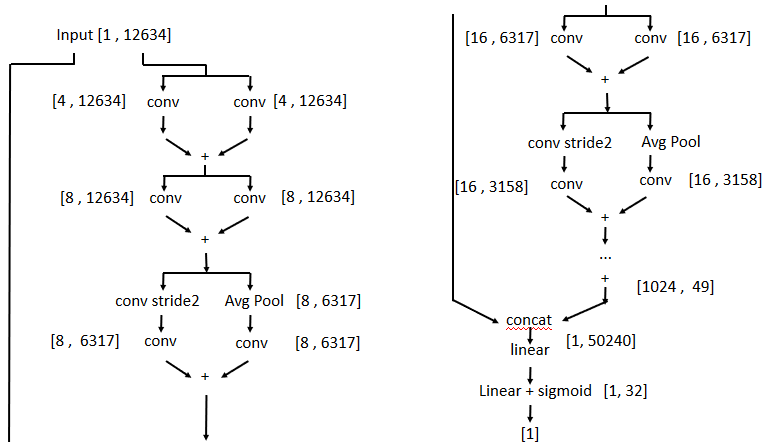 Input [1 , 12634]
[4 , 12634] conv conv [4 , 12634]
+
[8 , 12634] conv conv [8 , 12634]
+
conv stride2 Avg Pool [8 , 6317]
[8 , 6317] conv conv [8 , 6317]
+
[16 , 6317] conv conv [16 , 6317]
+
conv stride2 Avg Pool
[16 , 3158] conv conv [16 , 3158]
+
...
+
[1024 , 49]
concat
linear [1, 50240]
Linear + sigmoid [1, 32]
[1]